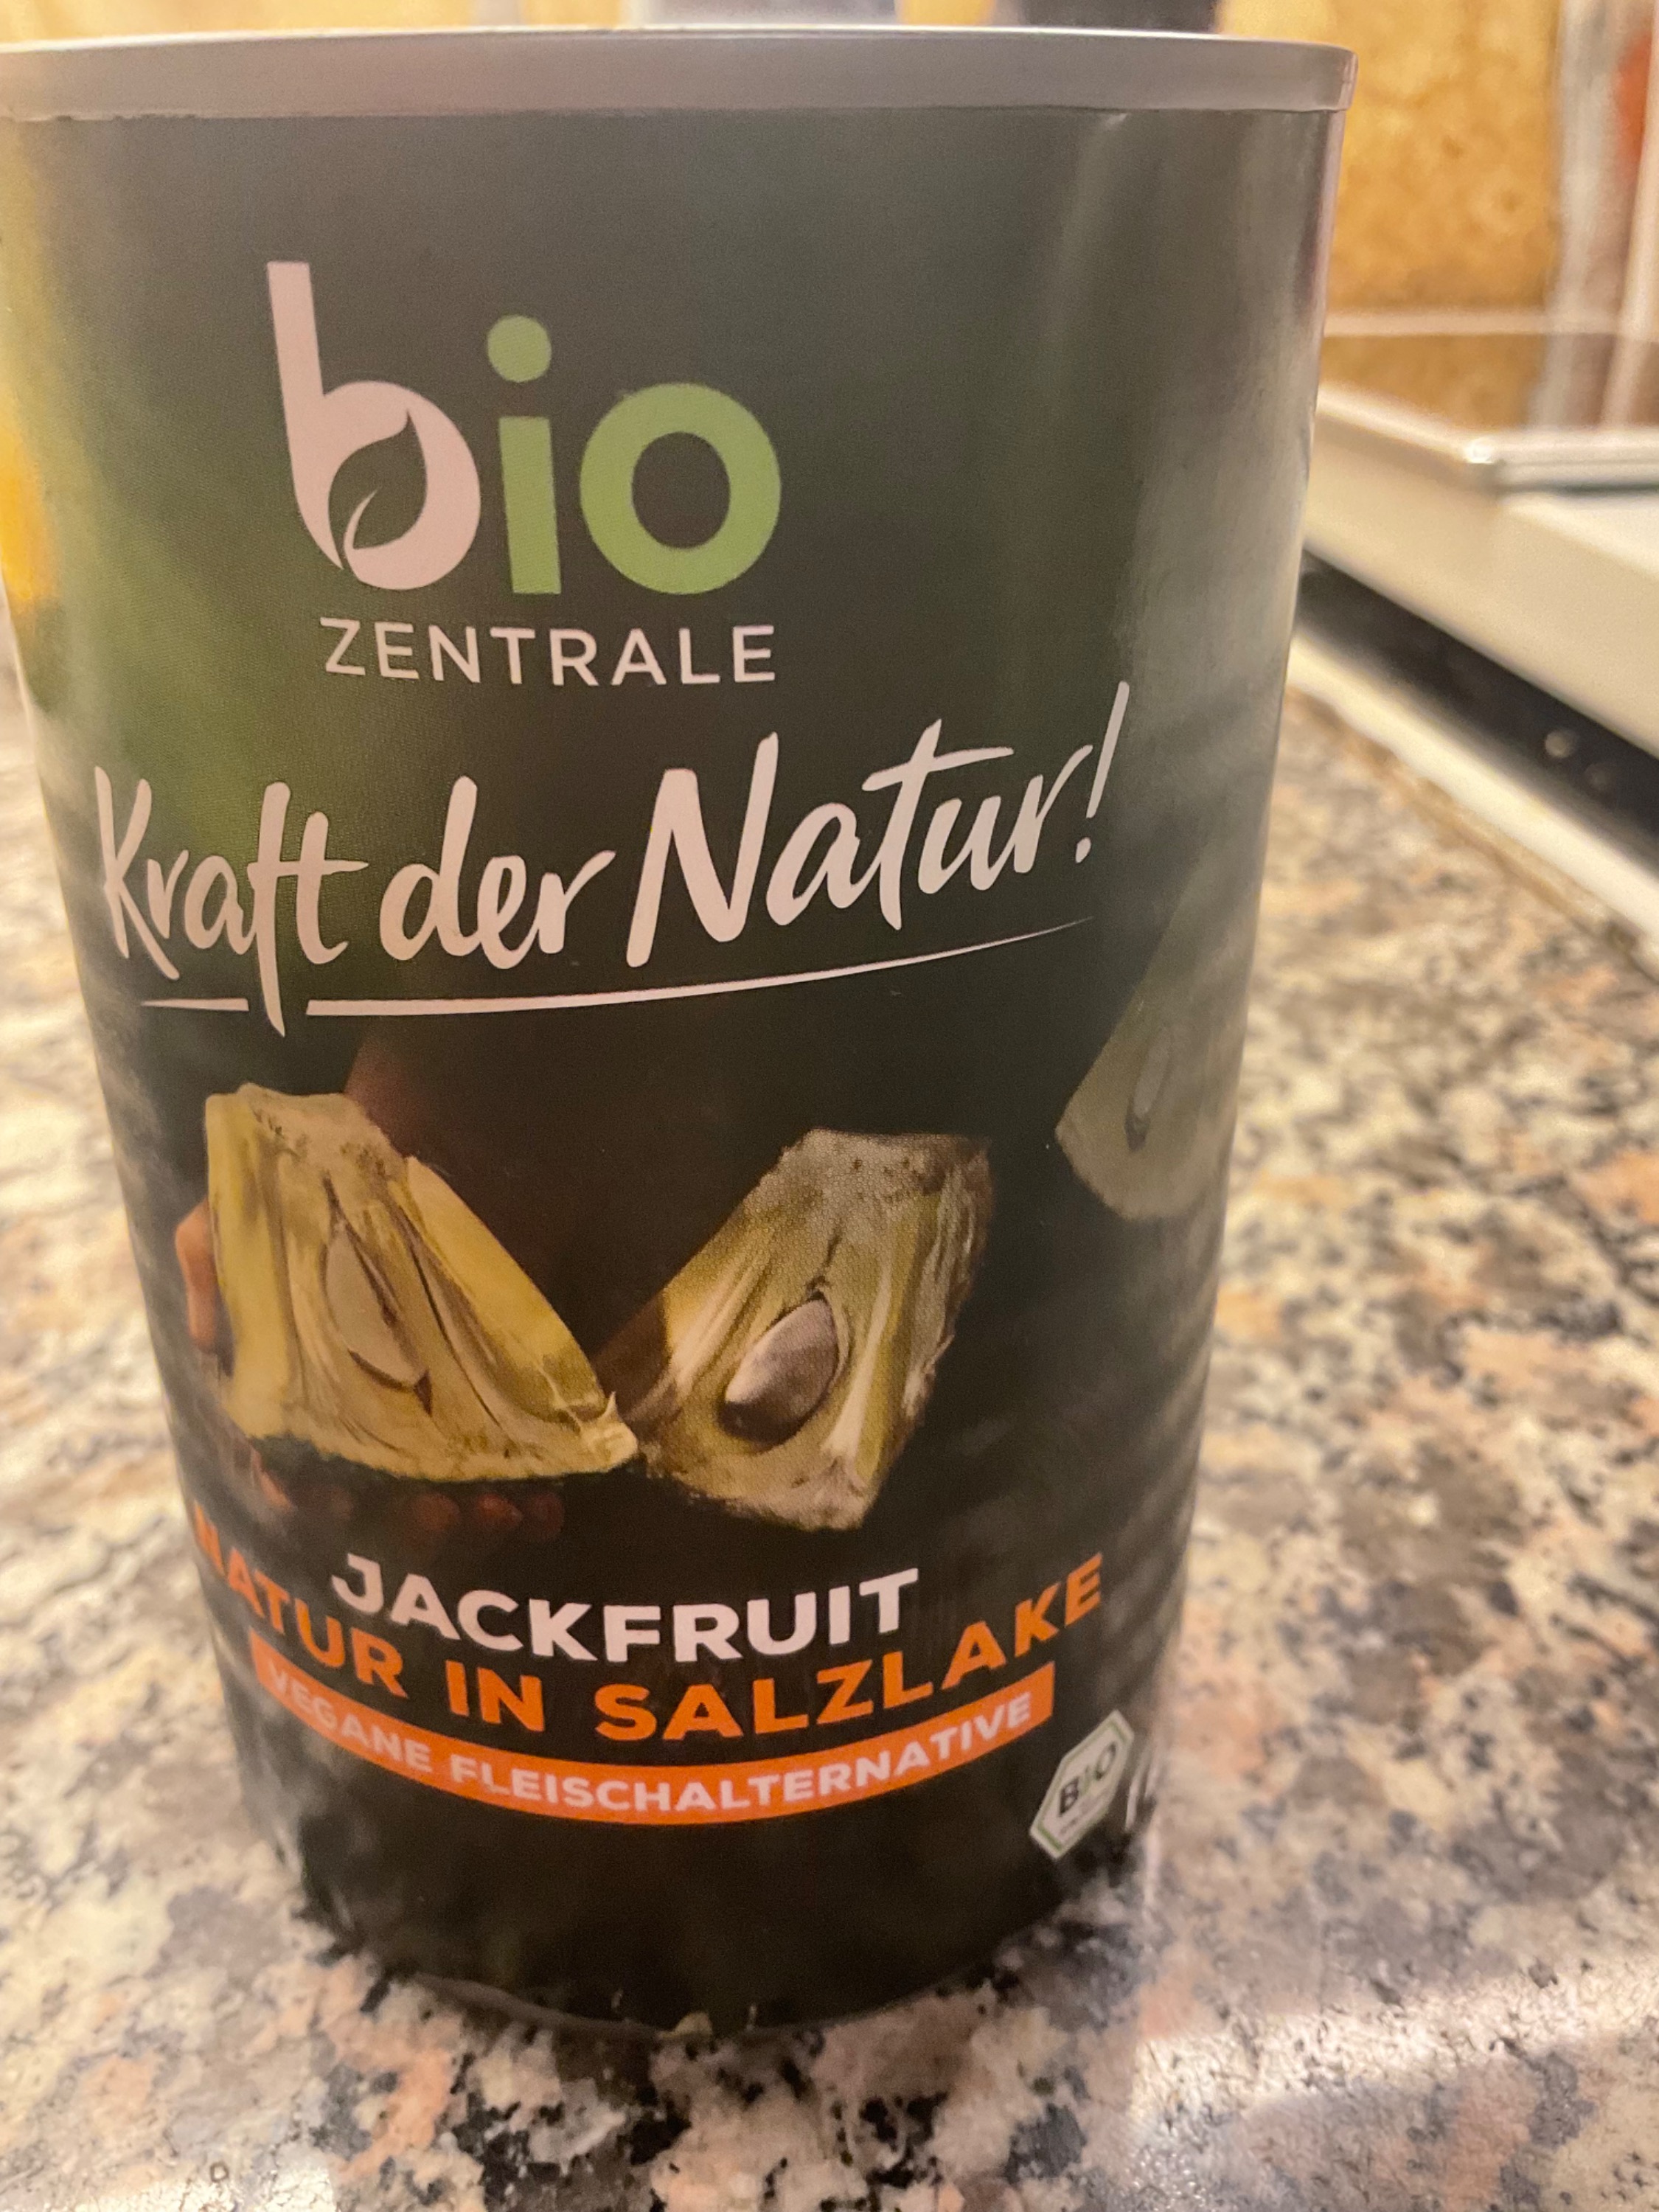 bio
ZENTRALE
Kraft der Natur!
JACKFRUIT
NATUR IN SALZLAKE
VEGANE FLEISCHALTERNATIVE
BIO